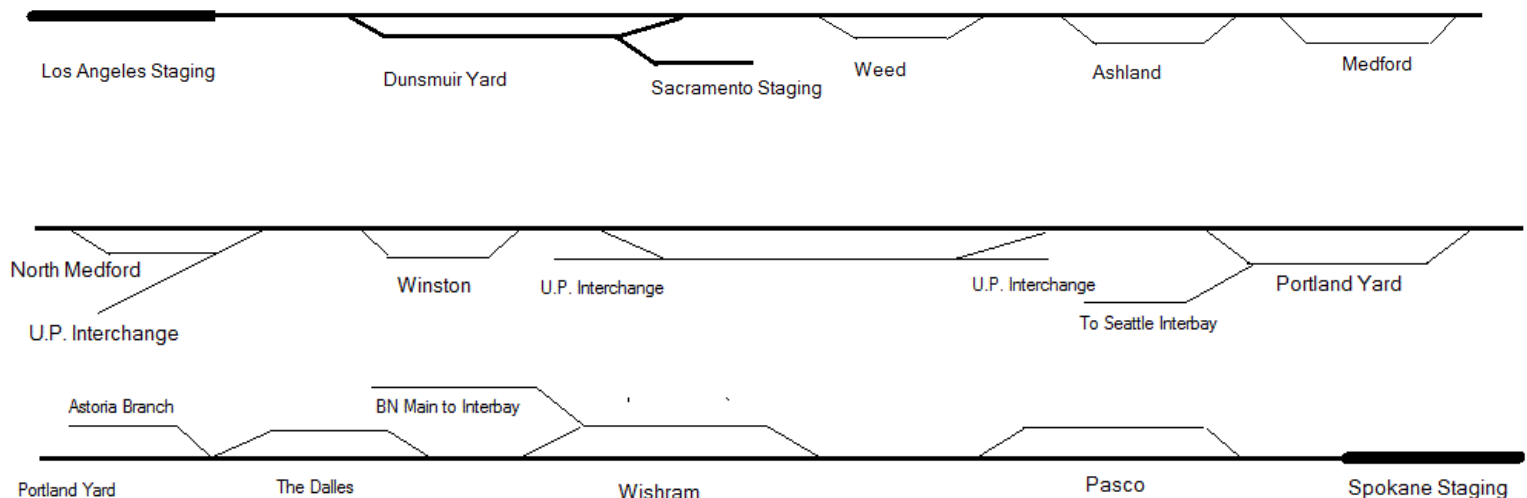 Los Angeles Staging
Dunsmuir Yard
Sacramento Staging
Weed
Ashland
Medford
North Medford
U.P. Interchange
Winston
U.P. Interchange
U.P. Interchange
To Seattle Interbay
Portland Yard
Astoria Branch
BN Main to Interbay
Portland Yard
The Dalles
Wishram
Pasco
Spokane Staging